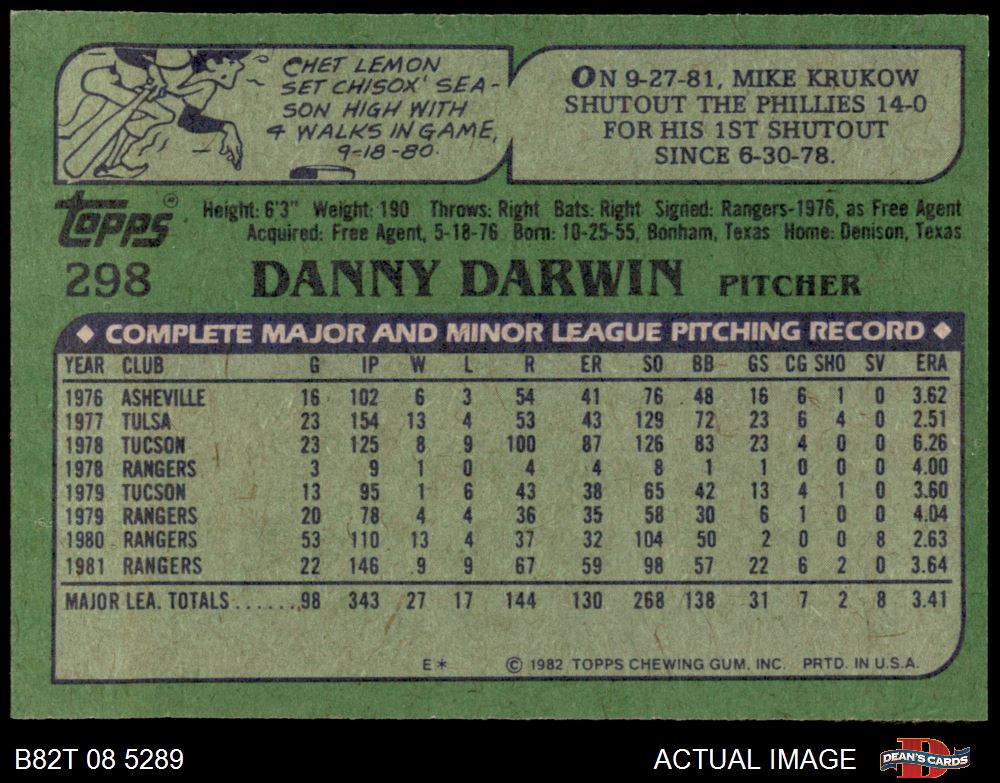 CHET LEMON
SET CHISOX' SEA-
SON HIGH WITH
4 WALKS IN GAME,
9-18-80.
ON 9-27-81, MIKE KRUKOW
SHUTOUT THE PHILLIES 14-0
FOR HIS 1ST SHUTOUT
SINCE 6-30-78.
Topps®
Height: 6'3" Weight: 190 Throws: Right Bats: Right Signed: Rangers-1976, as Free Agent
Acquired: Free Agent, 5-18-76 Born: 10-25-55, Bonham, Texas Home: Denison, Texas
298 DANNY DARWIN PITCHER
◆ COMPLETE MAJOR AND MINOR LEAGUE PITCHING RECORD ◆
YEAR CLUB G IP W L R ER SO BB GS CG SHO SV ERA
1976 ASHEVILLE 16 102 6 3 54 41 76 48 16 6 1 0 3.62
1977 TULSA 23 154 13 4 53 43 129 72 23 6 4 0 2.51
1978 TUCSON 23 125 8 9 100 87 126 83 23 4 0 0 6.26
1978 RANGERS 3 9 1 0 4 4 8 1 1 0 0 0 4.00
1979 TUCSON 13 95 1 6 43 38 65 42 13 4 1 0 3.60
1979 RANGERS 20 78 4 4 36 35 58 30 6 1 0 0 4.04
1980 RANGERS 53 110 13 4 37 32 104 50 2 0 0 8 2.63
1981 RANGERS 22 146 9 9 67 59 98 57 22 6 2 0 3.64
MAJOR LEA. TOTALS ...... 98 343 27 17 144 130 268 138 31 7 2 8 3.41
E* © 1982 TOPPS CHEWING GUM, INC. PRTD. IN U.S.A.
B82T 08 5289 ACTUAL IMAGE D DEAN'S CARDS